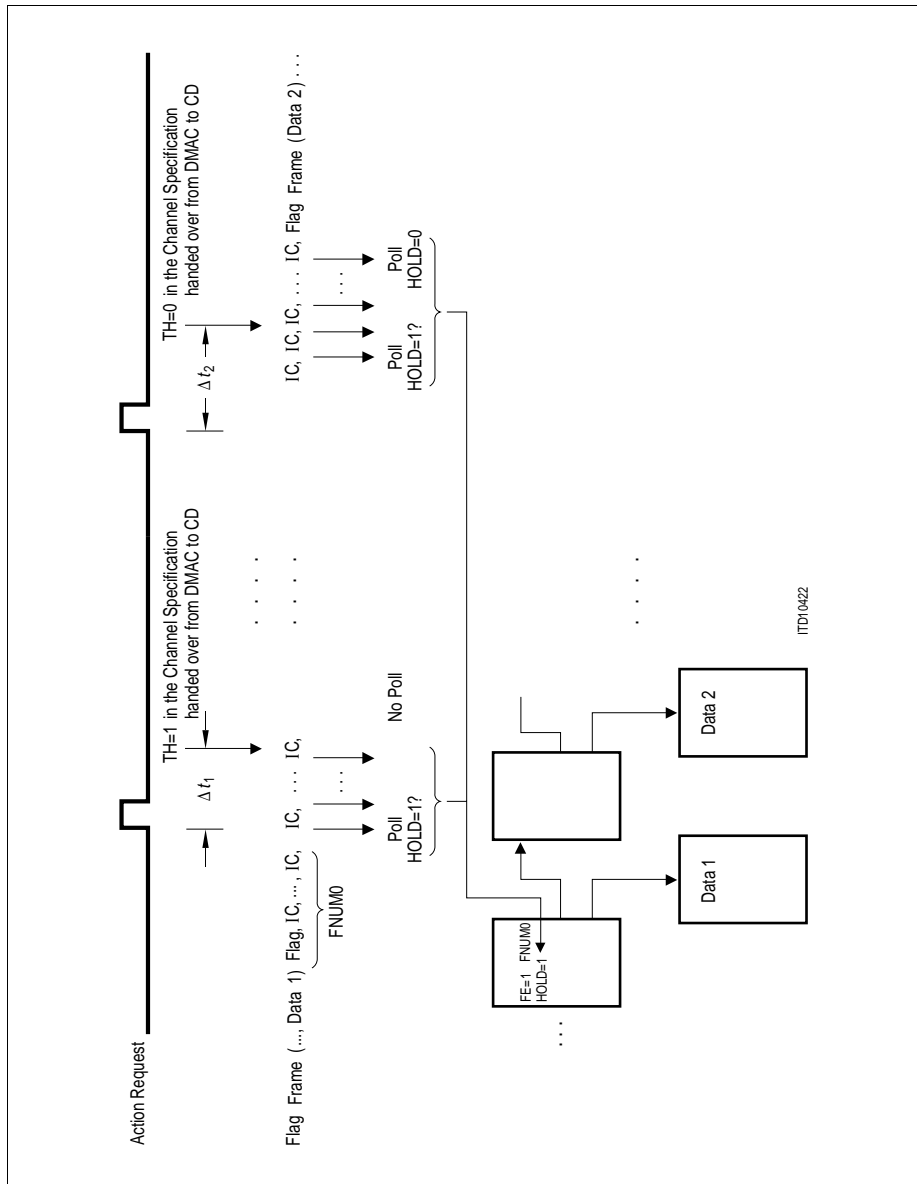 Action Request
TH=1 in the Channel Specification
handed over from DMAC to CD
TH=0 in the Channel Specification
handed over from DMAC to CD
Δ t1
Δ t2
Flag Frame (..., Data 1) Flag, IC, ..., IC, IC, ... IC,
. . . .
. . . .
IC, IC, IC, . . . IC, Flag Frame (Data 2) . . .
FNUM0
. . .
Poll
HOLD=1?
No Poll
. . .
Poll
HOLD=1?
Poll
HOLD=0
FE=1 FNUM0
HOLD=1
. . .
. . . .
Data 1
Data 2
ITD10422